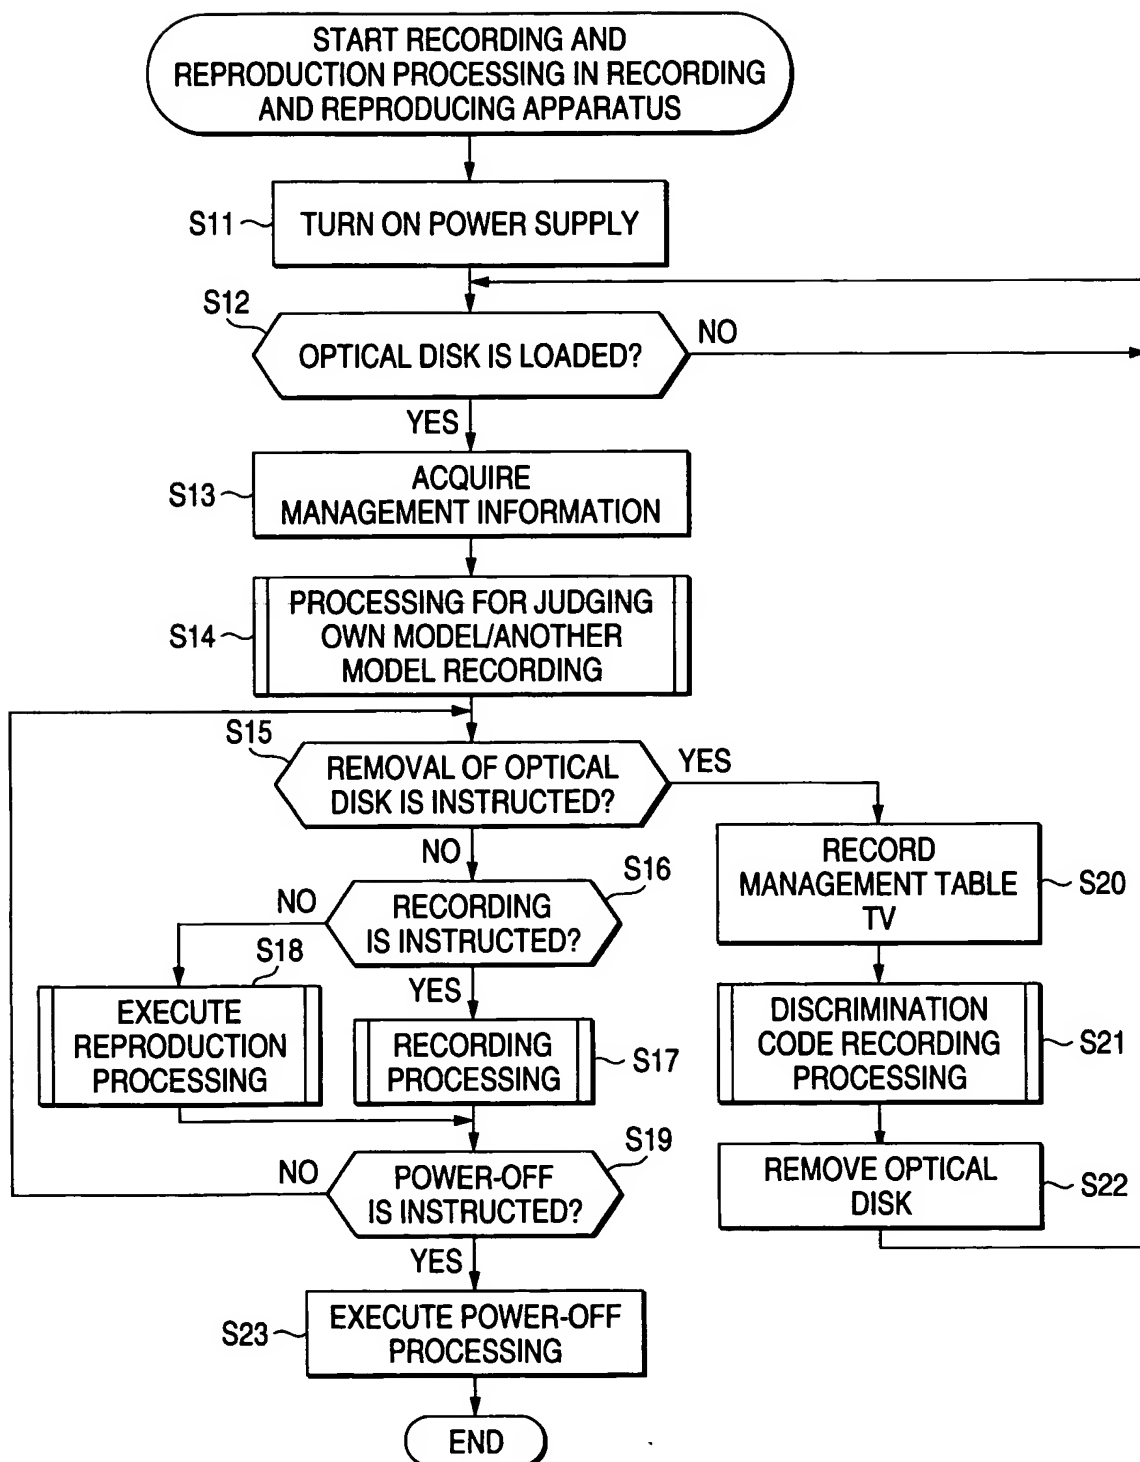 START RECORDING AND
REPRODUCTION PROCESSING IN RECORDING
AND REPRODUCING APPARATUS
S11
TURN ON POWER SUPPLY
S12
OPTICAL DISK IS LOADED?
NO
YES
S13
ACQUIRE
MANAGEMENT INFORMATION
S14
PROCESSING FOR JUDGING
OWN MODEL/ANOTHER
MODEL RECORDING
S15
REMOVAL OF OPTICAL
DISK IS INSTRUCTED?
YES
NO
S16
RECORDING
IS INSTRUCTED?
NO
YES
S18
EXECUTE
REPRODUCTION
PROCESSING
RECORDING
PROCESSING
S17
S19
POWER-OFF
IS INSTRUCTED?
NO
YES
S23
EXECUTE POWER-OFF
PROCESSING
END
RECORD
MANAGEMENT TABLE
TV
S20
DISCRIMINATION
CODE RECORDING
PROCESSING
S21
REMOVE OPTICAL
DISK
S22